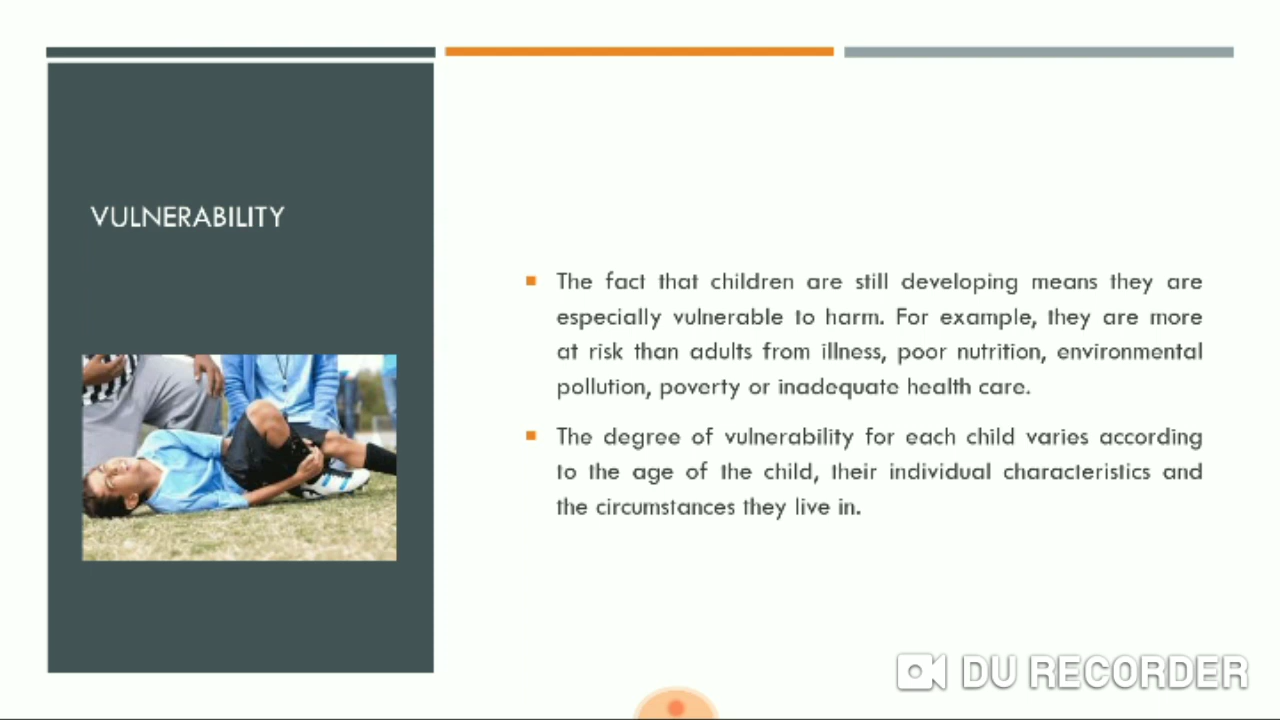 VULNERABILITY
The fact that children are still developing means they are
especially vulnerable to harm. For example, they are more
at risk than adults from illness, poor nutrition, environmental
pollution, poverty or inadequate health care.
The degree of vulnerability for each child varies according
to the age of the child, their individual characteristics and
the circumstances they live in.
DU RECORDER